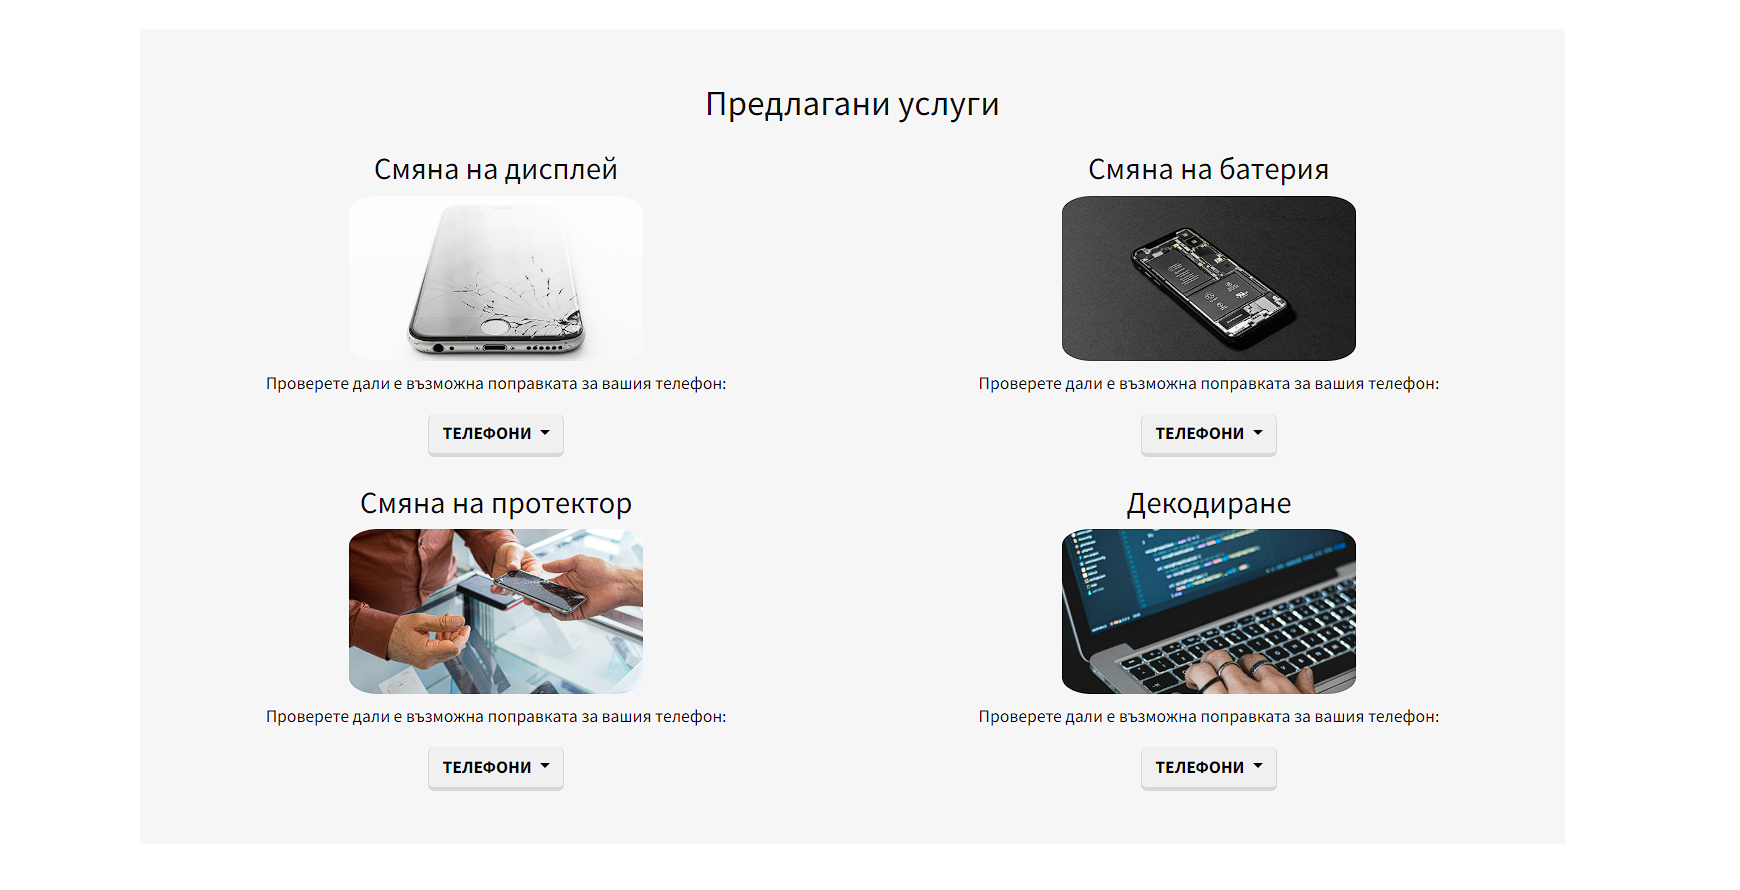 Предлагани услуги
Смяна на дисплей
Смяна на батерия
Проверете дали е възможна поправката за вашия телефон:
Проверете дали е възможна поправката за вашия телефон:
ТЕЛЕФОНИ
ТЕЛЕФОНИ
Смяна на протектор
Декодиране
Проверете дали е възможна поправката за вашия телефон:
Проверете дали е възможна поправката за вашия телефон:
ТЕЛЕФОНИ
ТЕЛЕФОНИ